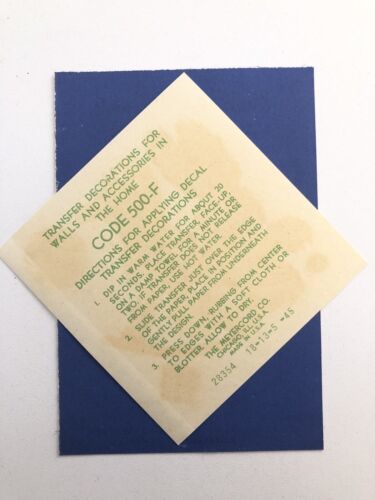 TRANSFER DECORATIONS FOR
WALLS AND ACCESSORIES IN
THE HOME
CODE 500-F
DIRECTIONS FOR APPLYING DECAL
TRANSFER DECORATIONS
1. DIP IN WARM WATER FOR ABOUT 20
SECONDS. PLACE TRANSFER, FACE-UP,
ON A DAMP TOWEL FOR A MINUTE OR
TWO. IF TRANSFER DOES NOT RELEASE
FROM PAPER, USE HOT WATER.
2. SLIDE TRANSFER JUST OVER THE EDGE
OF THE PAPER, PLACE IN POSITION AND
GENTLY PULL PAPER FROM UNDERNEATH
THE DESIGN.
3. PRESS DOWN, RUBBING FROM CENTER
TO EDGES WITH SOFT CLOTH OR
BLOTTER. ALLOW TO DRY.
THE MEYERCORD CO.
CHICAGO, ILL., U.S.A.
MADE IN U.S.A.
28354 18-13-5 -45